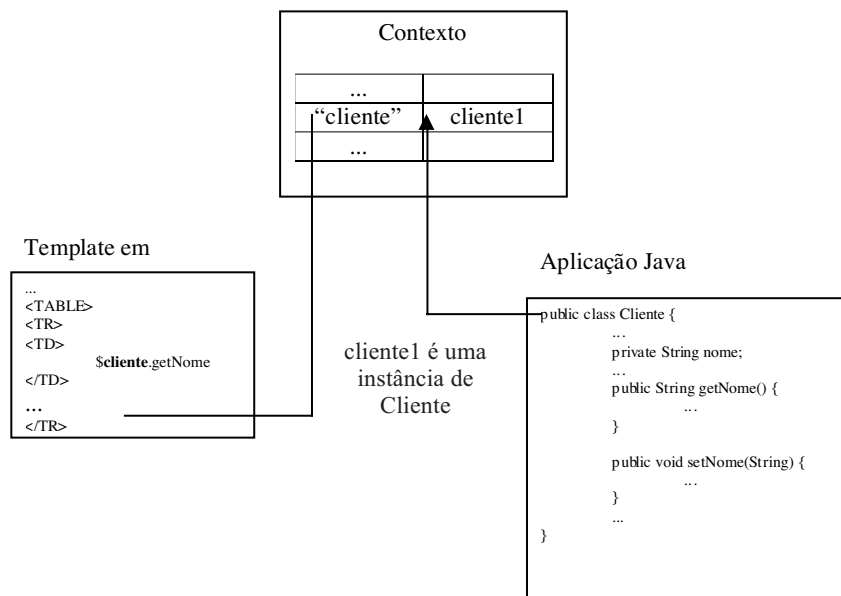 Contexto
...
“cliente” cliente1
...
Template em
...
<TABLE>
<TR>
<TD>
$cliente.getNome
</TD>
...
</TR>
cliente1 é uma
instância de
Cliente
Aplicação Java
public class Cliente {
...
private String nome;
...
public String getNome() {
...
}
public void setNome(String) {
...
}
...
}